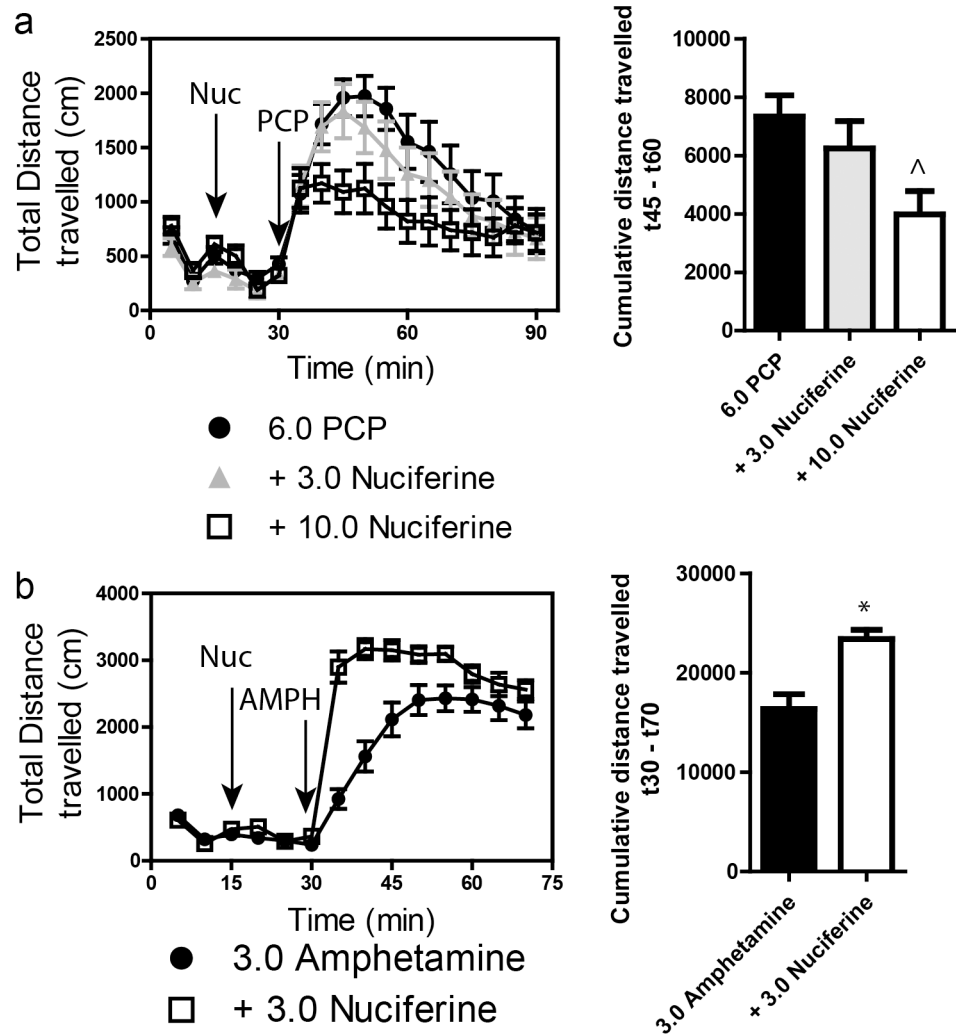 a
Total Distance
travelled (cm)
2500
2000
1500
1000
500
0
Nuc
PCP
0
30
60
90
Time (min)
6.0 PCP
+ 3.0 Nuciferine
+ 10.0 Nuciferine
Cumulative distance travelled
t45 - t60
10000
8000
6000
4000
2000
0
^
6.0 PCP
+ 3.0 Nuciferine
+ 10.0 Nuciferine
b
Total Distance
travelled (cm)
4000
3000
2000
1000
0
Nuc
AMPH
0
15
30
45
60
75
Time (min)
3.0 Amphetamine
+ 3.0 Nuciferine
Cumulative distance travelled
t30 - t70
30000
20000
10000
0
*
3.0 Amphetamine
+ 3.0 Nuciferine